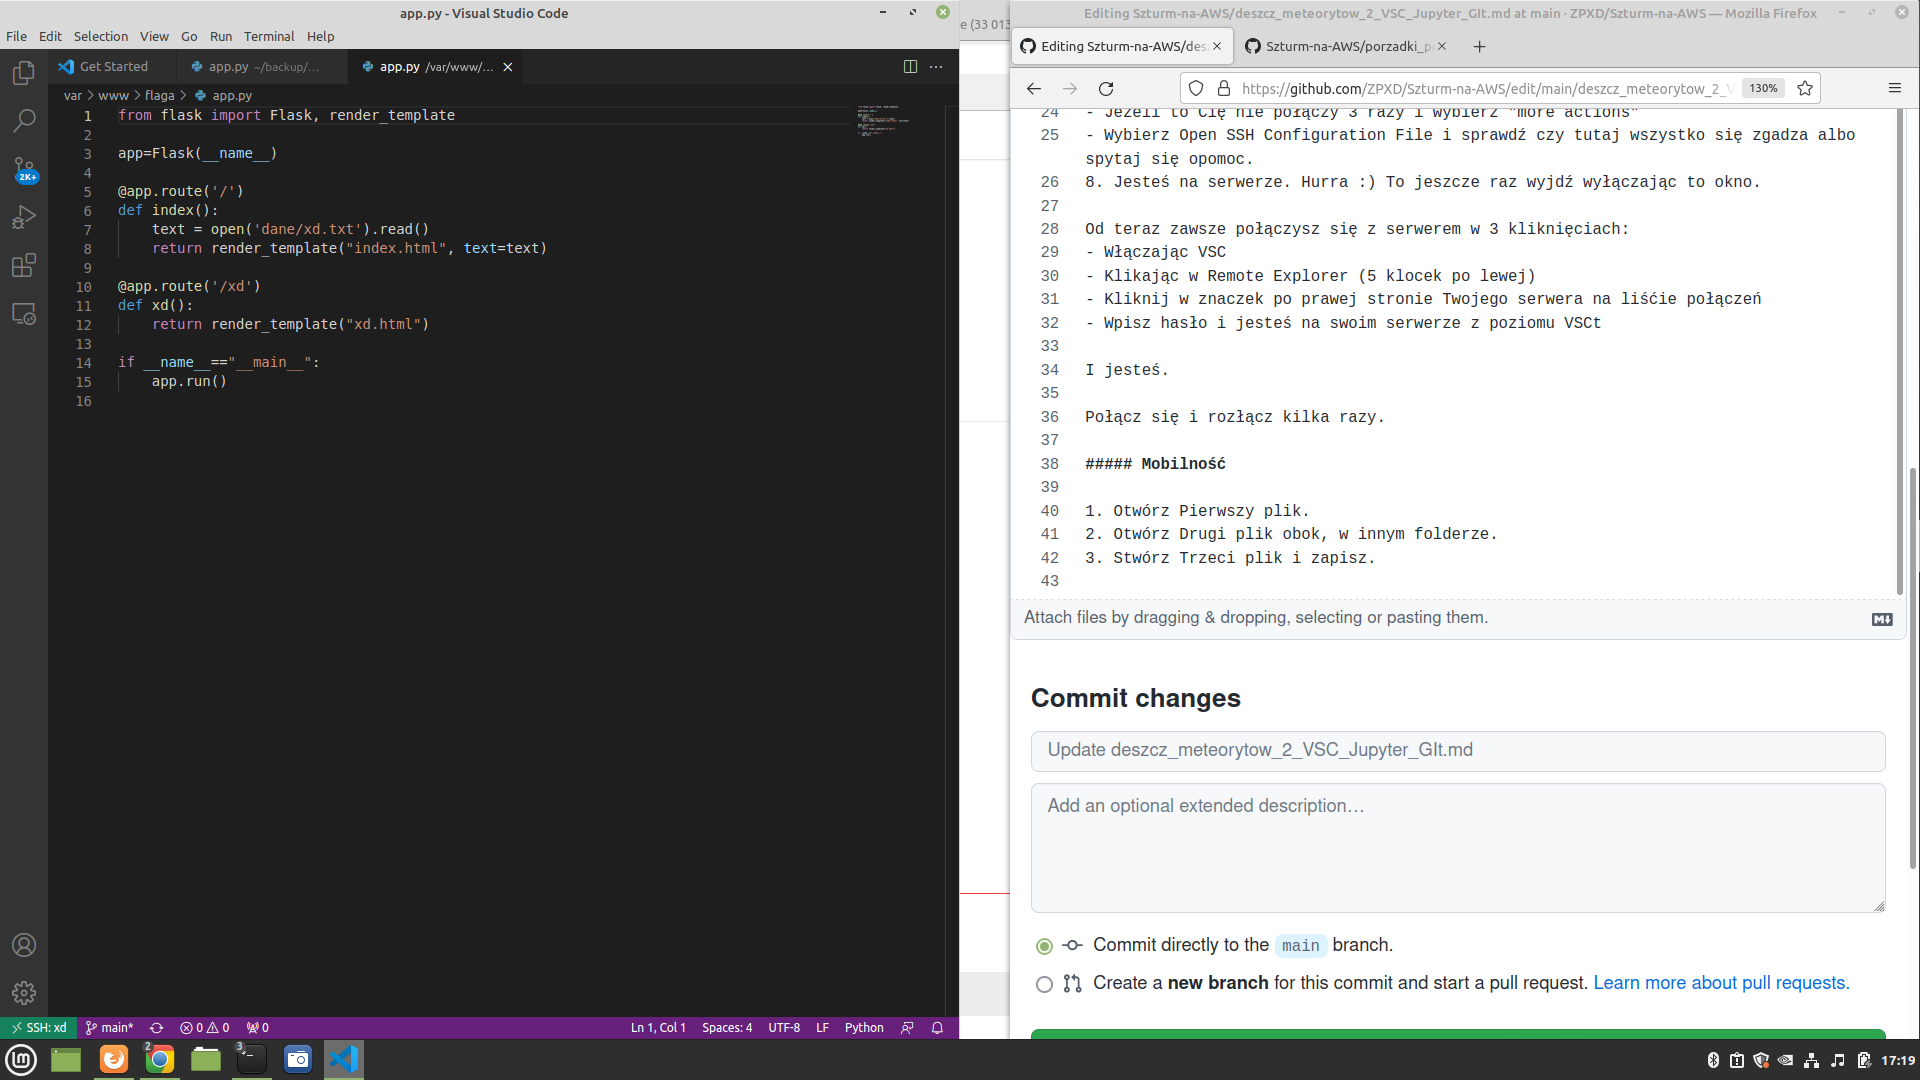 app.py - Visual Studio Code
File Edit Selection View Go Run Terminal Help
Get Started
app.py ~/backup/...
app.py /var/www/...
var > www > flaga > app.py
1 from flask import Flask, render_template
2
3 app=Flask(__name__)
4
5 @app.route('/')
6 def index():
7 text = open('dane/xd.txt').read()
8 return render_template("index.html", text=text)
9
10 @app.route('/xd')
11 def xd():
12 return render_template("xd.html")
13
14 if __name__=="__main__":
15 app.run()
16
2K+
SSH: xd main* 0 0 0 Ln 1, Col 1 Spaces: 4 UTF-8 LF Python
e (33 013
Editing Szturm-na-AWS/deszcz_meteorytow_2_VSC_Jupyter_GIt.md at main · ZPXD/Szturm-na-AWS — Mozilla Firefox
Editing Szturm-na-AWS/des
Szturm-na-AWS/porzadki_p
https://github.com/ZPXD/Szturm-na-AWS/edit/main/deszcz_meteorytow_2_V 130%
24 - Jeżeli to Cię nie połączy 3 razy i wybierz "more actions"
25 - Wybierz Open SSH Configuration File i sprawdź czy tutaj wszystko się zgadza albo
spytaj się opomoc.
26 8. Jesteś na serwerze. Hurra :) To jeszcze raz wyjdź wyłączając to okno.
27
28 Od teraz zawsze połączysz się z serwerem w 3 kliknięciach:
29 - Włączając VSC
30 - Klikając w Remote Explorer (5 klocek po lewej)
31 - Kliknij w znaczek po prawej stronie Twojego serwera na liśćie połączeń
32 - Wpisz hasło i jesteś na swoim serwerze z poziomu VSCt
33
34 I jesteś.
35
36 Połącz się i rozłącz kilka razy.
37
38 ##### Mobilność
39
40 1. Otwórz Pierwszy plik.
41 2. Otwórz Drugi plik obok, w innym folderze.
42 3. Stwórz Trzeci plik i zapisz.
43
Attach files by dragging & dropping, selecting or pasting them.
Commit changes
Update deszcz_meteorytow_2_VSC_Jupyter_GIt.md
Add an optional extended description…
Commit directly to the main branch.
Create a new branch for this commit and start a pull request. Learn more about pull requests.
2
3
17:19